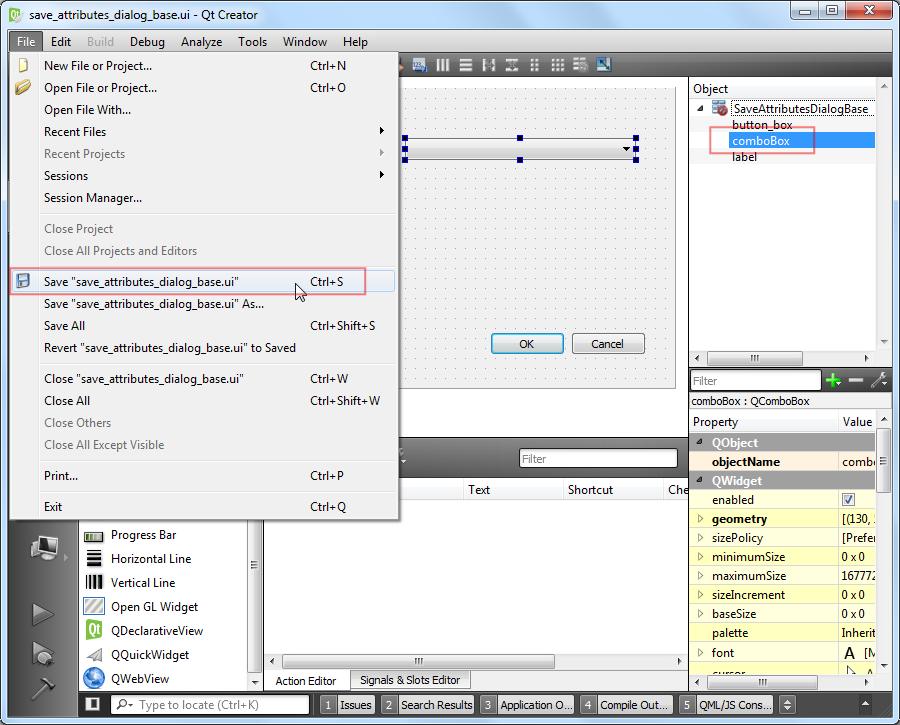 save_attributes_dialog_base.ui - Qt Creator
File Edit Build Debug Analyze Tools Window Help
New File or Project... Ctrl+N
Open File or Project... Ctrl+O
Open File With...
Recent Files
Recent Projects
Sessions
Session Manager...
Close Project
Close All Projects and Editors
Save "save_attributes_dialog_base.ui" Ctrl+S
Save "save_attributes_dialog_base.ui" As...
Save All Ctrl+Shift+S
Revert "save_attributes_dialog_base.ui" to Saved
Close "save_attributes_dialog_base.ui" Ctrl+W
Close All Ctrl+Shift+W
Close Others
Close All Except Visible
Print... Ctrl+P
Exit Ctrl+Q
OK Cancel
Object
SaveAttributesDialogBase
button_box
comboBox
label
Filter
comboBox : QComboBox
Property Value
QObject
objectName combo
QWidget
enabled
geometry [(130,
sizePolicy [Prefer
minimumSize 0 x 0
maximumSize 167772
sizeIncrement 0 x 0
baseSize 0 x 0
palette Inherit
font A [M
cursor
Filter
Text Shortcut Che
Progress Bar
Horizontal Line
Vertical Line
Open GL Widget
Qt QDeclarativeView
QQuickWidget
QWebView
Action Editor Signals & Slots Editor
Type to locate (Ctrl+K) 1 Issues 2 Search Results 3 Application O... 4 Compile Out... 5 QML/JS Cons...